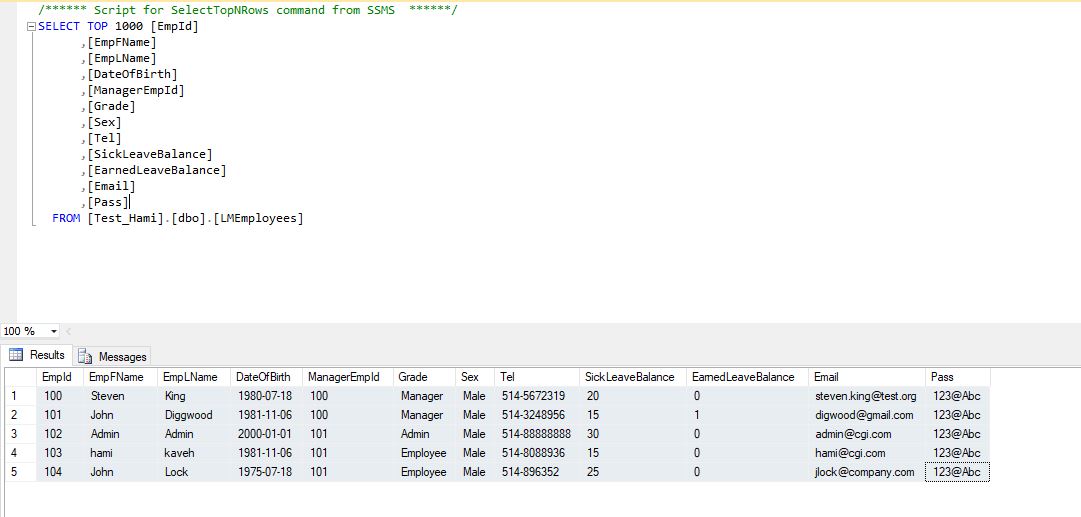 /****** Script for SelectTopNRows command from SSMS  ******/
SELECT TOP 1000 [EmpId]
,[EmpFName]
,[EmpLName]
,[DateOfBirth]
,[ManagerEmpId]
,[Grade]
,[Sex]
,[Tel]
,[SickLeaveBalance]
,[EarnedLeaveBalance]
,[Email]
,[Pass]
FROM [Test_Hami].[dbo].[LMEmployees]
100 %
Results Messages
EmpId EmpFName EmpLName DateOfBirth ManagerEmpId Grade Sex Tel SickLeaveBalance EarnedLeaveBalance Email Pass
1 100 Steven King 1980-07-18 100 Manager Male 514-5672319 20 0 steven.king@test.org 123@Abc
2 101 John Diggwood 1981-11-06 100 Manager Male 514-3248956 15 1 digwood@gmail.com 123@Abc
3 102 Admin Admin 2000-01-01 101 Admin Male 514-88888888 30 0 admin@cgi.com 123@Abc
4 103 hami kaveh 1981-11-06 101 Employee Male 514-8088936 15 0 hami@cgi.com 123@Abc
5 104 John Lock 1975-07-18 101 Employee Male 514-896352 25 0 jlock@company.com 123@Abc